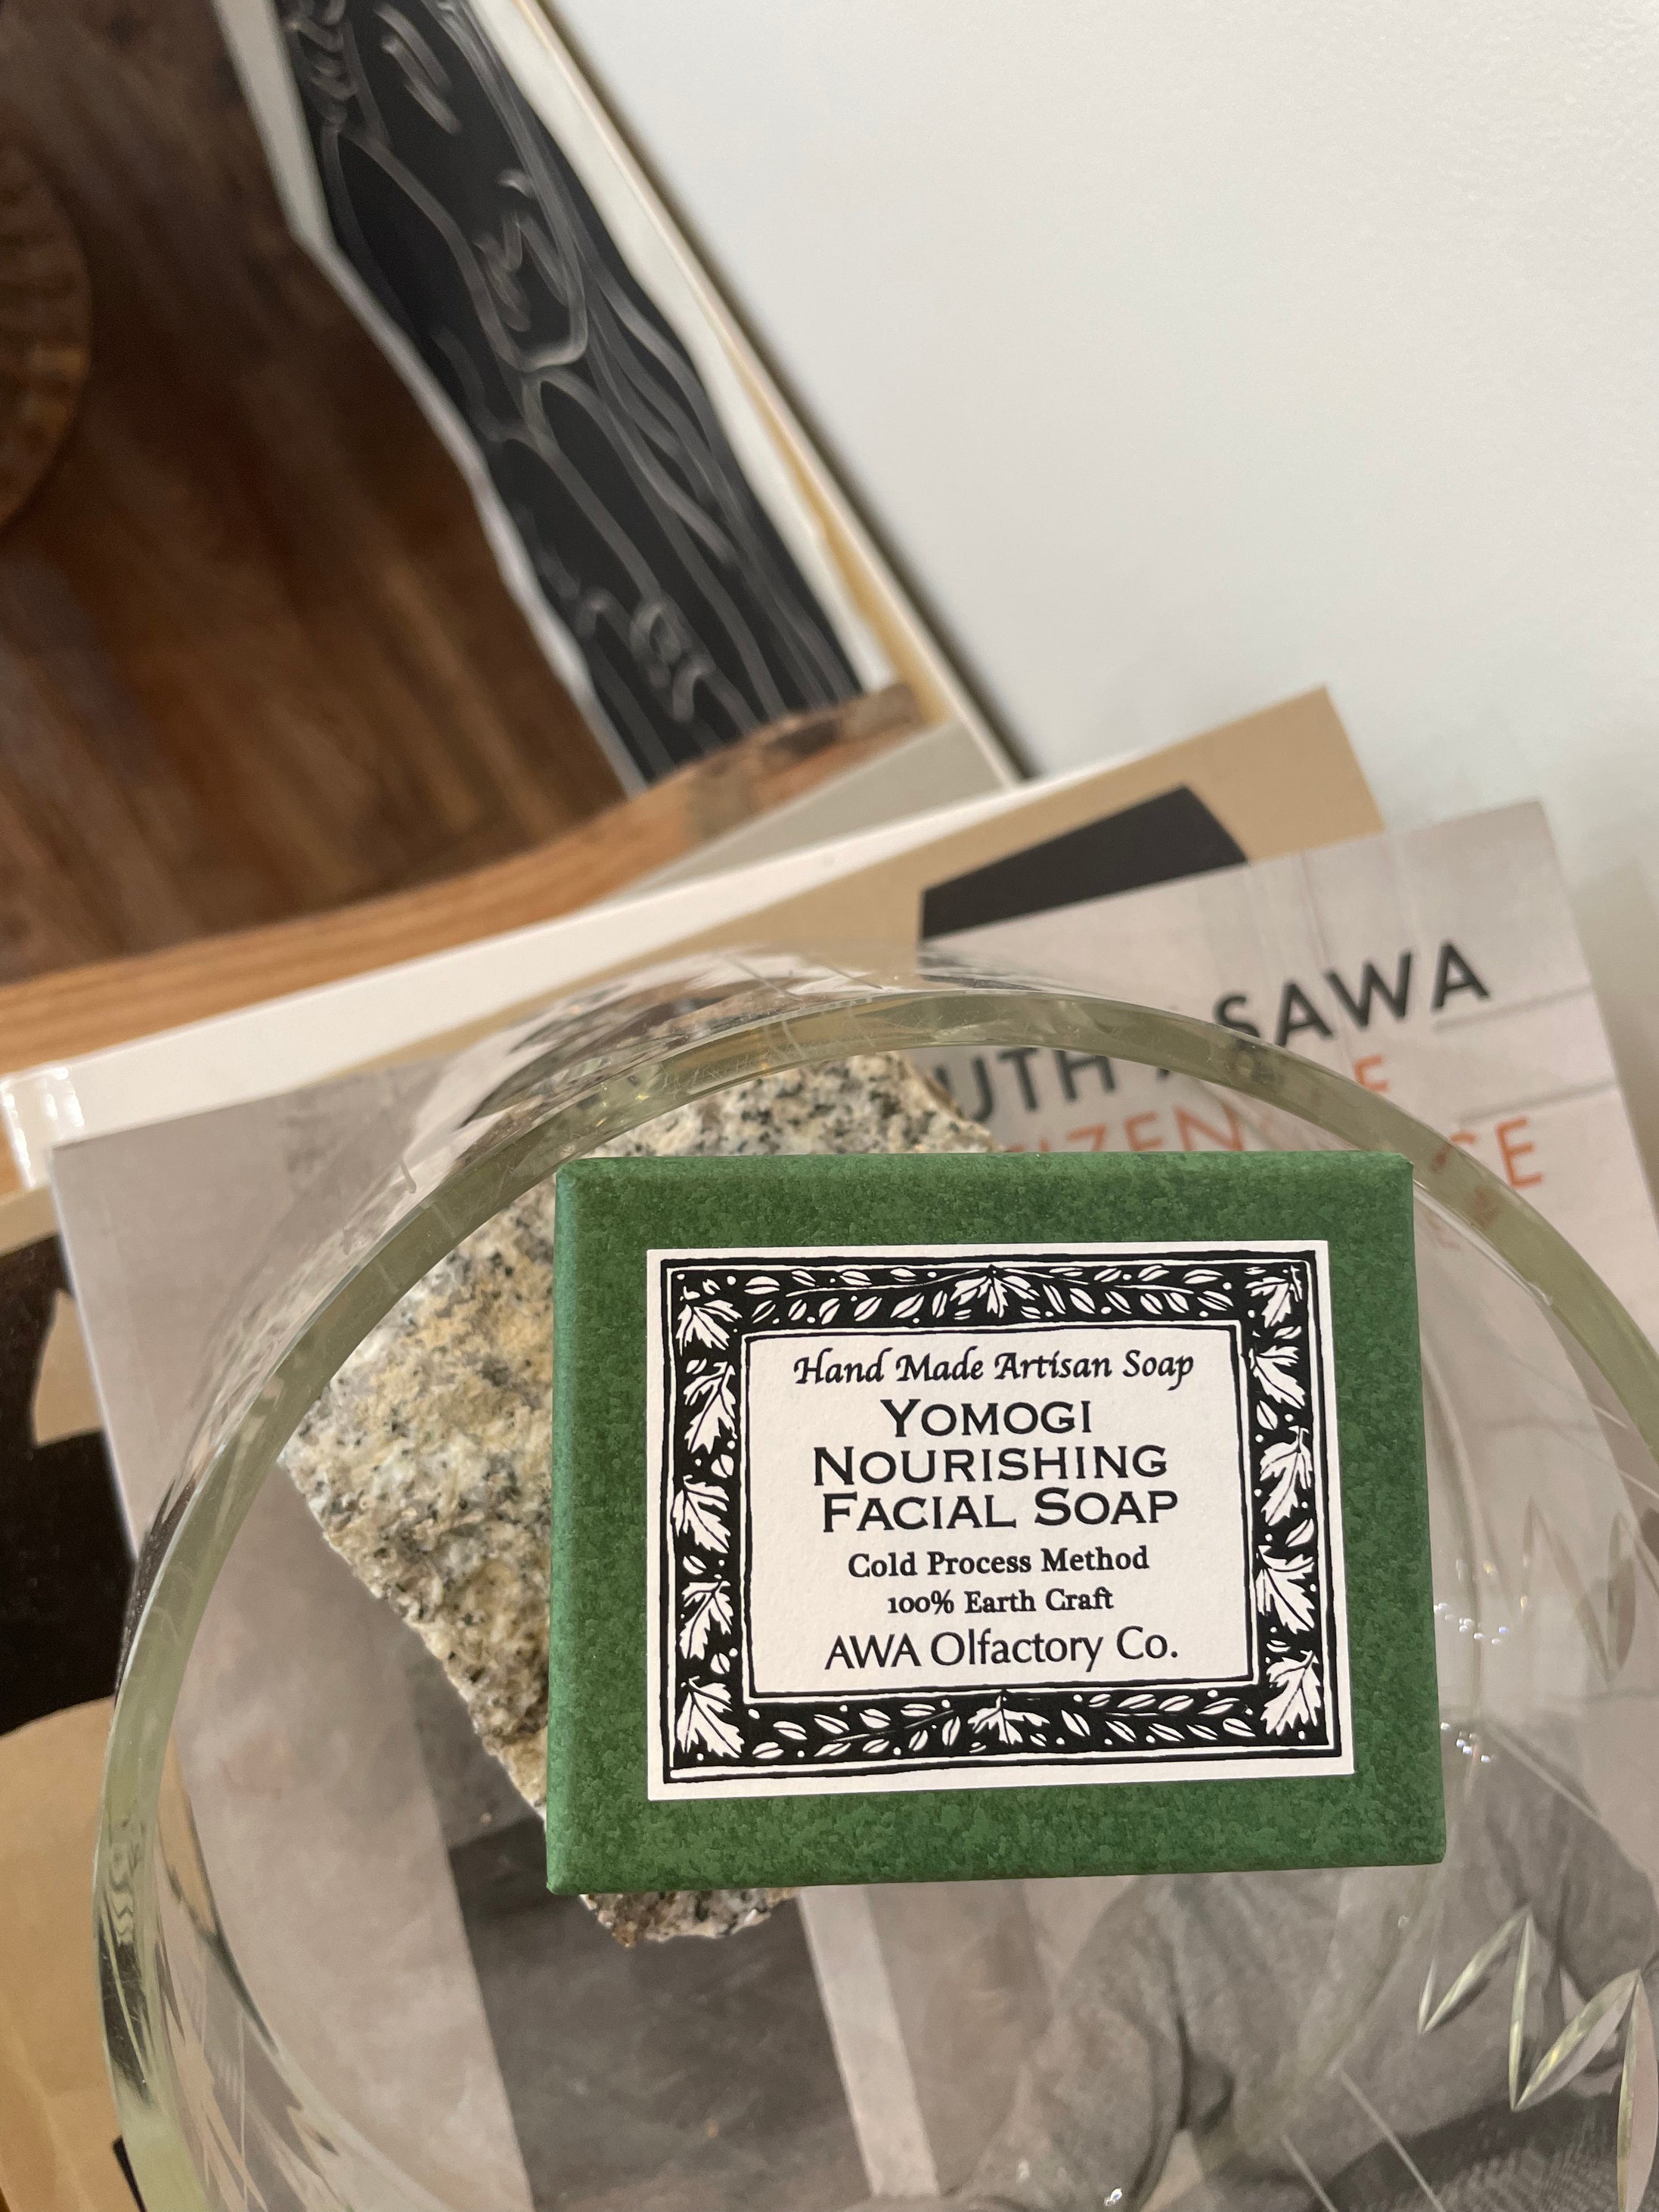 SAWA
Hand Made Artisan Soap
YOMOGI
NOURISHING
FACIAL SOAP
Cold Process Method
100% Earth Craft
AWA Olfactory Co.